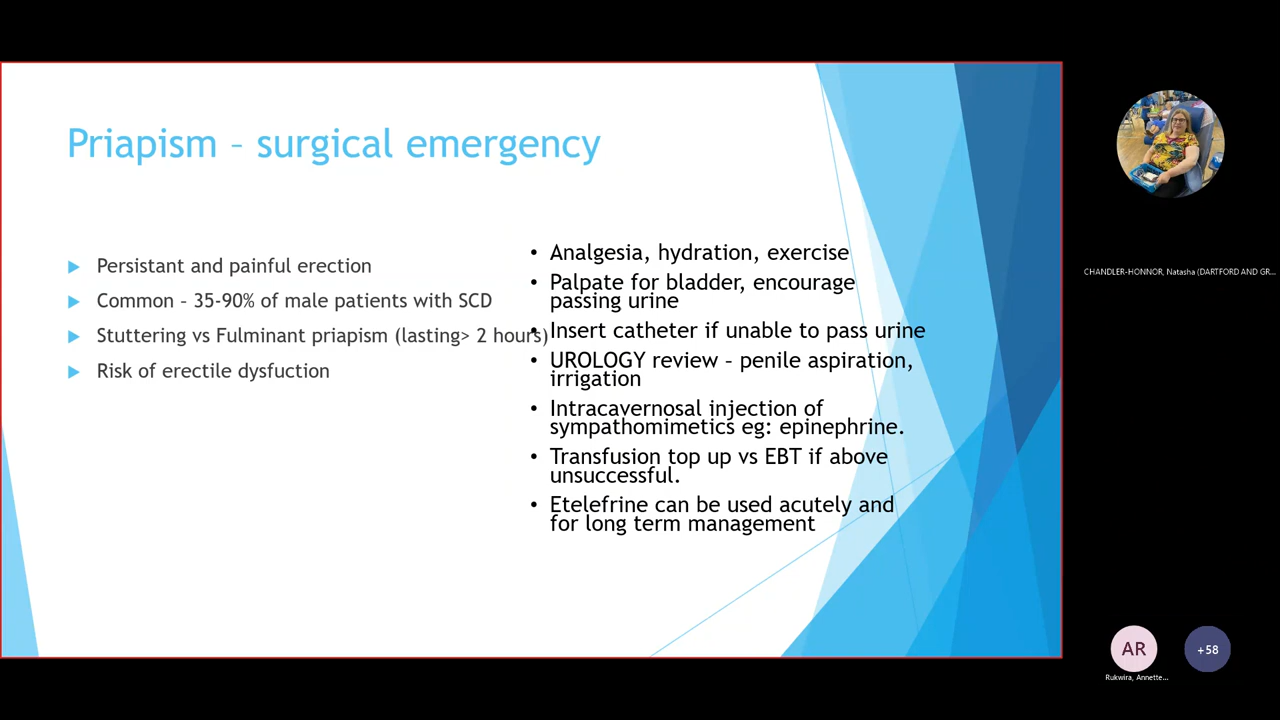 Priapism – surgical emergency
Persistant and painful erection
Common – 35-90% of male patients with SCD
Stuttering vs Fulminant priapism (lasting> 2 hours)
Risk of erectile dysfuction
• Analgesia, hydration, exercise
• Palpate for bladder, encourage
passing urine
• Insert catheter if unable to pass urine
• UROLOGY review – penile aspiration,
irrigation
• Intracavernosal injection of
sympathomimetics eg: epinephrine.
• Transfusion top up vs EBT if above
unsuccessful.
• Etelefrine can be used acutely and
for long term management
CHANDLER-HONNOR, Natasha (DARTFORD AND GR...
AR
+58
Rukwira, Annette...